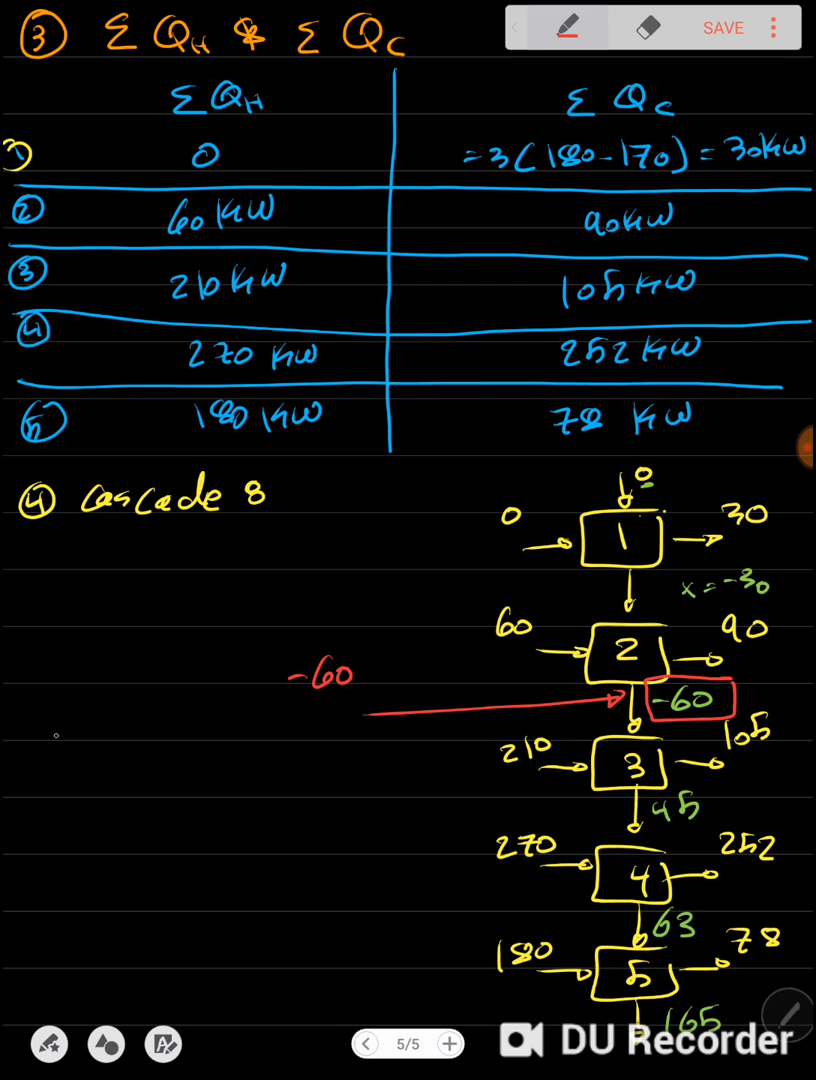 ③ Σ QH & Σ QC
SAVE
ΣQH Σ QC
① 0 = 3(180-170) = 30kW
② 60 kW 90kW
③ 210 kW 105 kW
④ 270 kW 252 kW
⑤ 180 kW 78 kW
④ Cascade 8
0
0 1 30
x = -30
60 2 90
-60 -60
210 3 105
45
270 4 252
63
180 5 78
165
5/5
DU Recorder